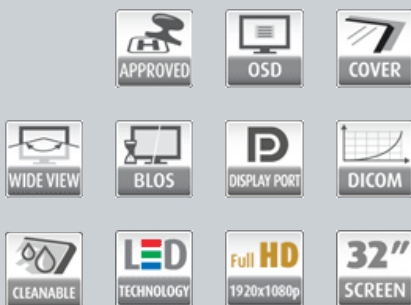 H
APPROVED
OSD
COVER
WIDE VIEW
BLOS
D
DISPLAY PORT
DICOM
CLEANABLE
LED
TECHNOLOGY
Full HD
1920x1080p
32"
SCREEN